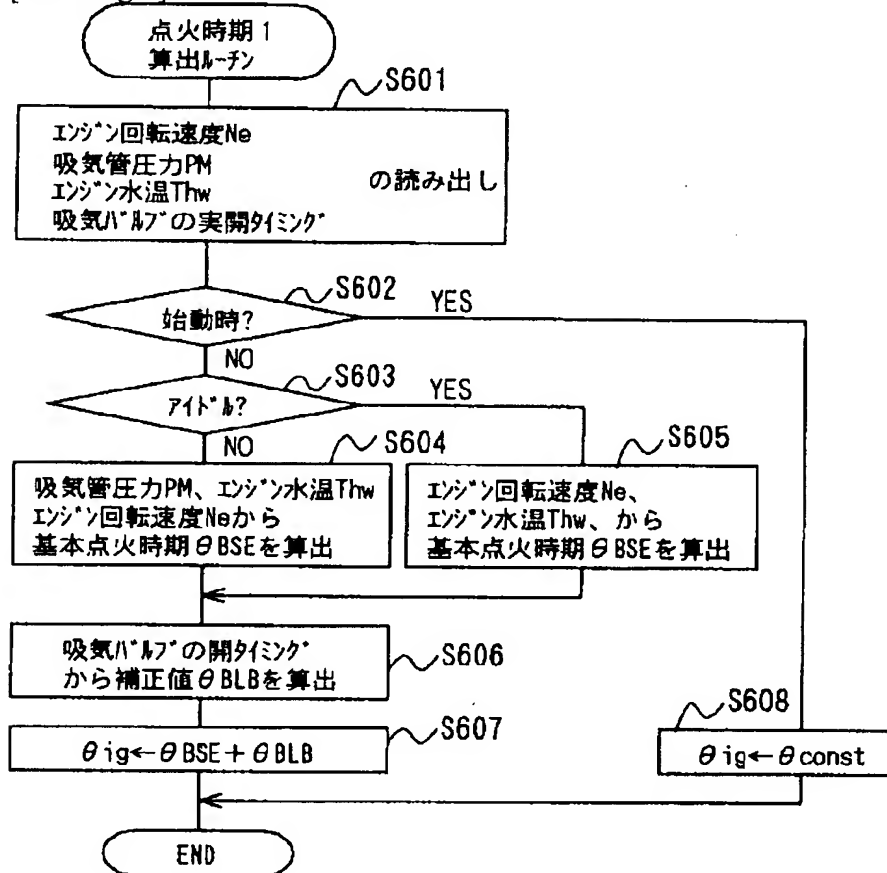 点火時期1
算出ﾙｰﾁﾝ
S601
ｴﾝｼﾞﾝ回転速度Ne
吸気管圧力PM
ｴﾝｼﾞﾝ水温Thw
吸気ﾊﾞﾙﾌﾞの実開ﾀｲﾐﾝｸﾞ
の読み出し
S602
始動時?
YES
NO
S603
ｱｲﾄﾞﾙ?
YES
NO
S604
吸気管圧力PM、ｴﾝｼﾞﾝ水温Thw
ｴﾝｼﾞﾝ回転速度Neから
基本点火時期θBSEを算出
S605
ｴﾝｼﾞﾝ回転速度Ne、
ｴﾝｼﾞﾝ水温Thw、から
基本点火時期θBSEを算出
S606
吸気ﾊﾞﾙﾌﾞの開ﾀｲﾐﾝｸﾞ
から補正値θBLBを算出
S607
θig←θBSE+θBLB
S608
θig←θconst
END